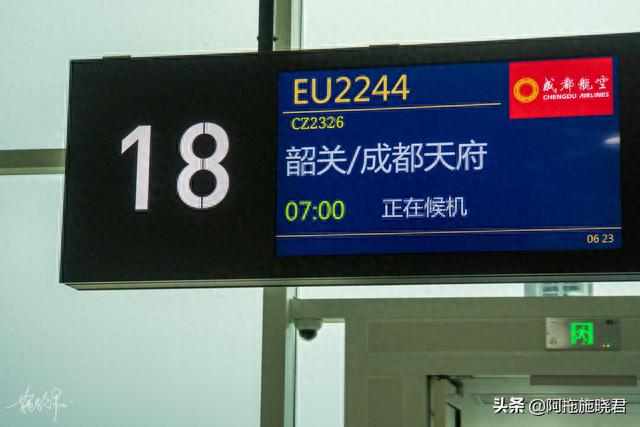 18
EU2244
成都航空
CHENGDU AIRLINES
CZ2326
韶关/成都天府
07:00 正在候机
06 23
头条 @阿拖施晓君